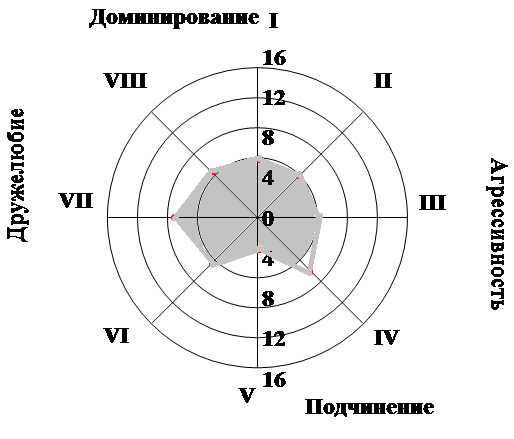 Доминирование I
VIII
II
16
12
8
4
0
4
8
12
16
Дружелюбие
VII
III
Агрессивность
VI
IV
V
Подчинение